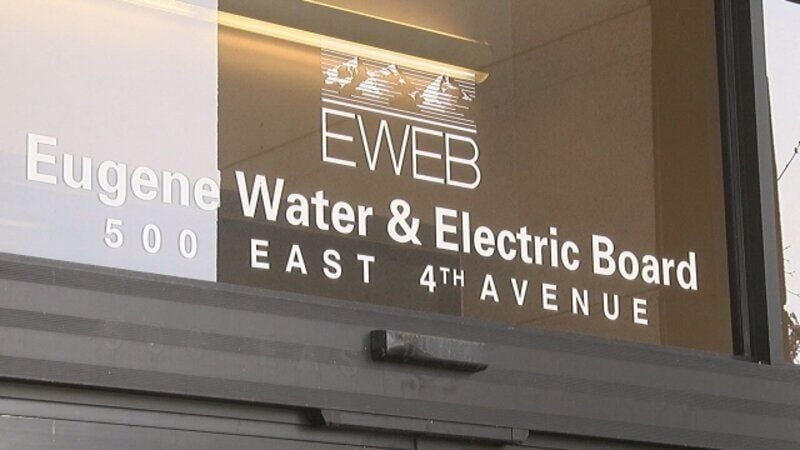 EWEB
Eugene Water & Electric Board
500 EAST 4TH AVENUE